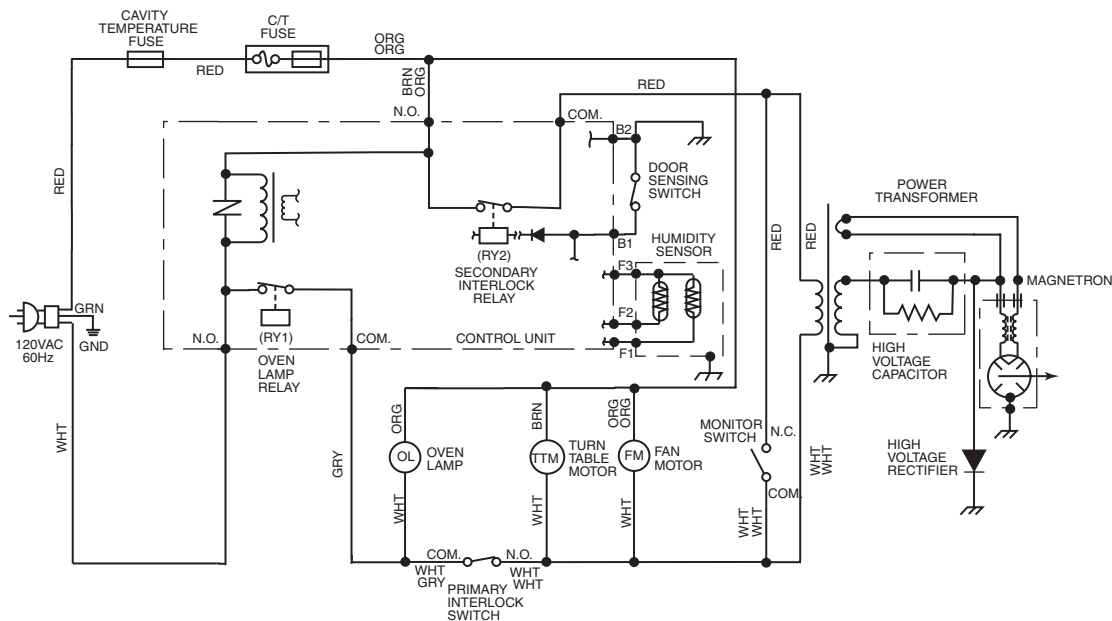 CAVITY
TEMPERATURE
FUSE
C/T
FUSE
RED
ORG
ORG
BRN
ORG
RED
N.O.
COM.
B2
DOOR
SENSING
SWITCH
POWER
TRANSFORMER
RED
RED
RED
(RY2)
SECONDARY
INTERLOCK
RELAY
B1
HUMIDITY
SENSOR
F3
F2
F1
MAGNETRON
GRN
GND
120VAC
60Hz
N.O.
(RY1)
OVEN
LAMP
RELAY
COM.
CONTROL UNIT
HIGH
VOLTAGE
CAPACITOR
WHT
GRY
ORG
BRN
ORG
ORG
OL
OVEN
LAMP
TTM
TURN
TABLE
MOTOR
FM
FAN
MOTOR
MONITOR
SWITCH
N.C.
COM.
WHT
WHT
HIGH
VOLTAGE
RECTIFIER
WHT
WHT
WHT
WHT
WHT
COM.
N.O.
WHT
GRY
WHT
WHT
PRIMARY
INTERLOCK
SWITCH